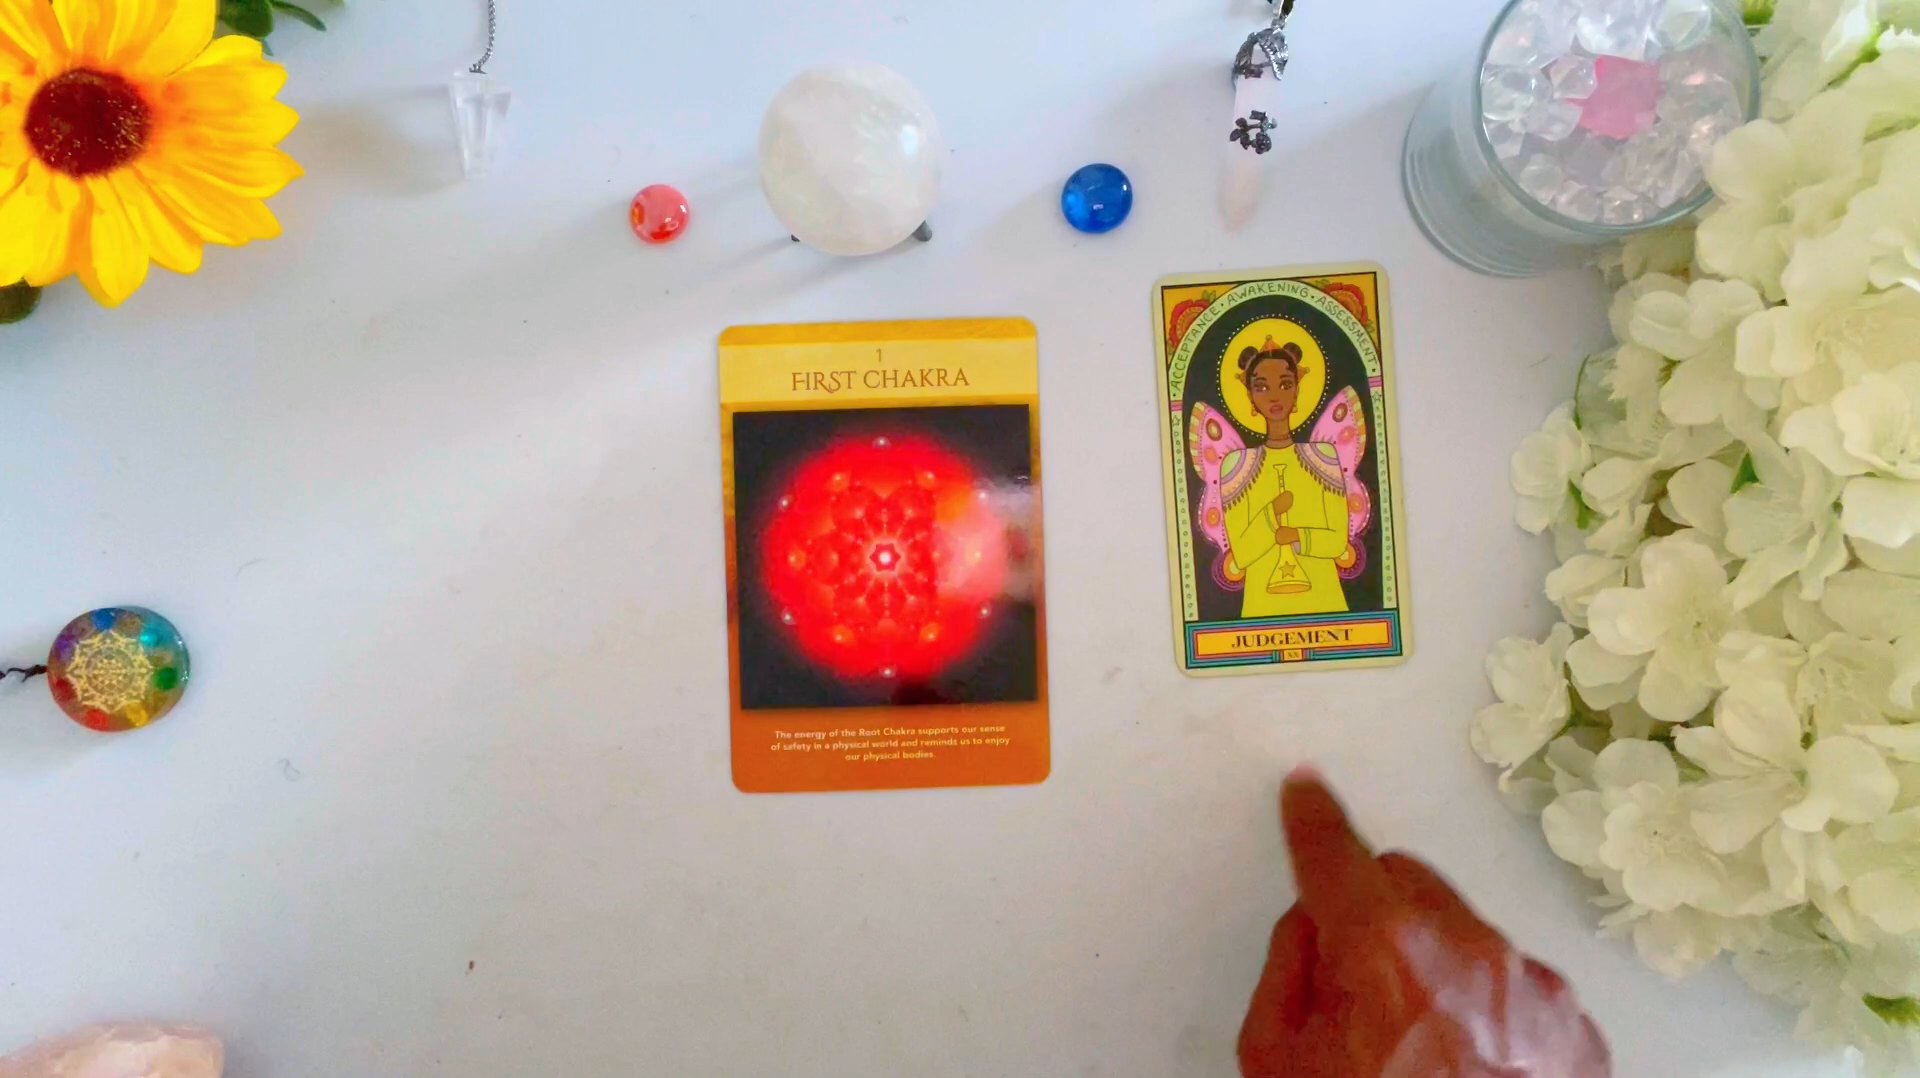 1
FIRST CHAKRA
The energy of the Root Chakra supports our sense
of safety in a physical world and reminds us to enjoy
our physical bodies.
· ACCEPTANCE · AWAKENING · ASSESSMENT ·
JUDGEMENT
XX